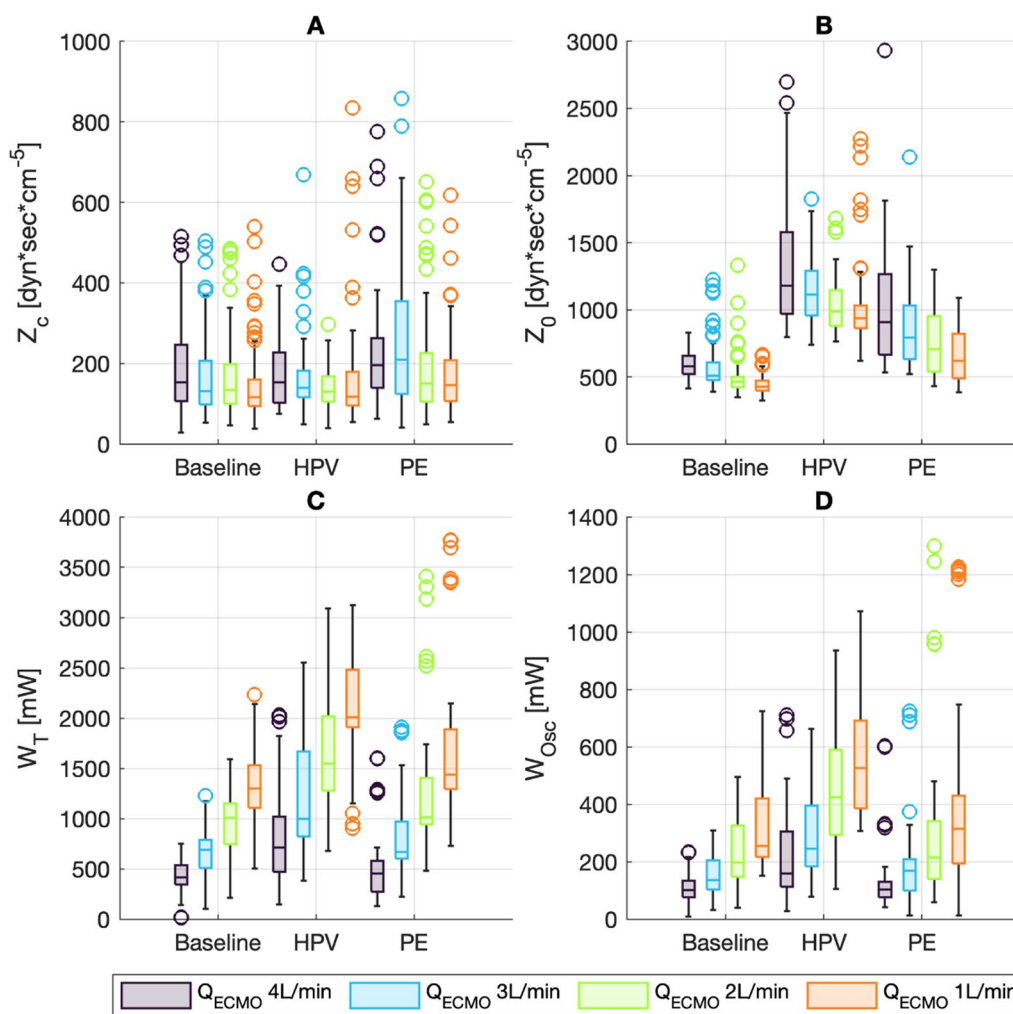 A
Z_c [dyn*sec*cm^-5]
1000
800
600
400
200
0
Baseline HPV PE
B
Z_0 [dyn*sec*cm^-5]
3000
2500
2000
1500
1000
500
0
Baseline HPV PE
C
W_T [mW]
4000
3500
3000
2500
2000
1500
1000
500
0
Baseline HPV PE
D
W_Osc [mW]
1400
1200
1000
800
600
400
200
0
Baseline HPV PE
Q_ECMO 4L/min Q_ECMO 3L/min Q_ECMO 2L/min Q_ECMO 1L/min